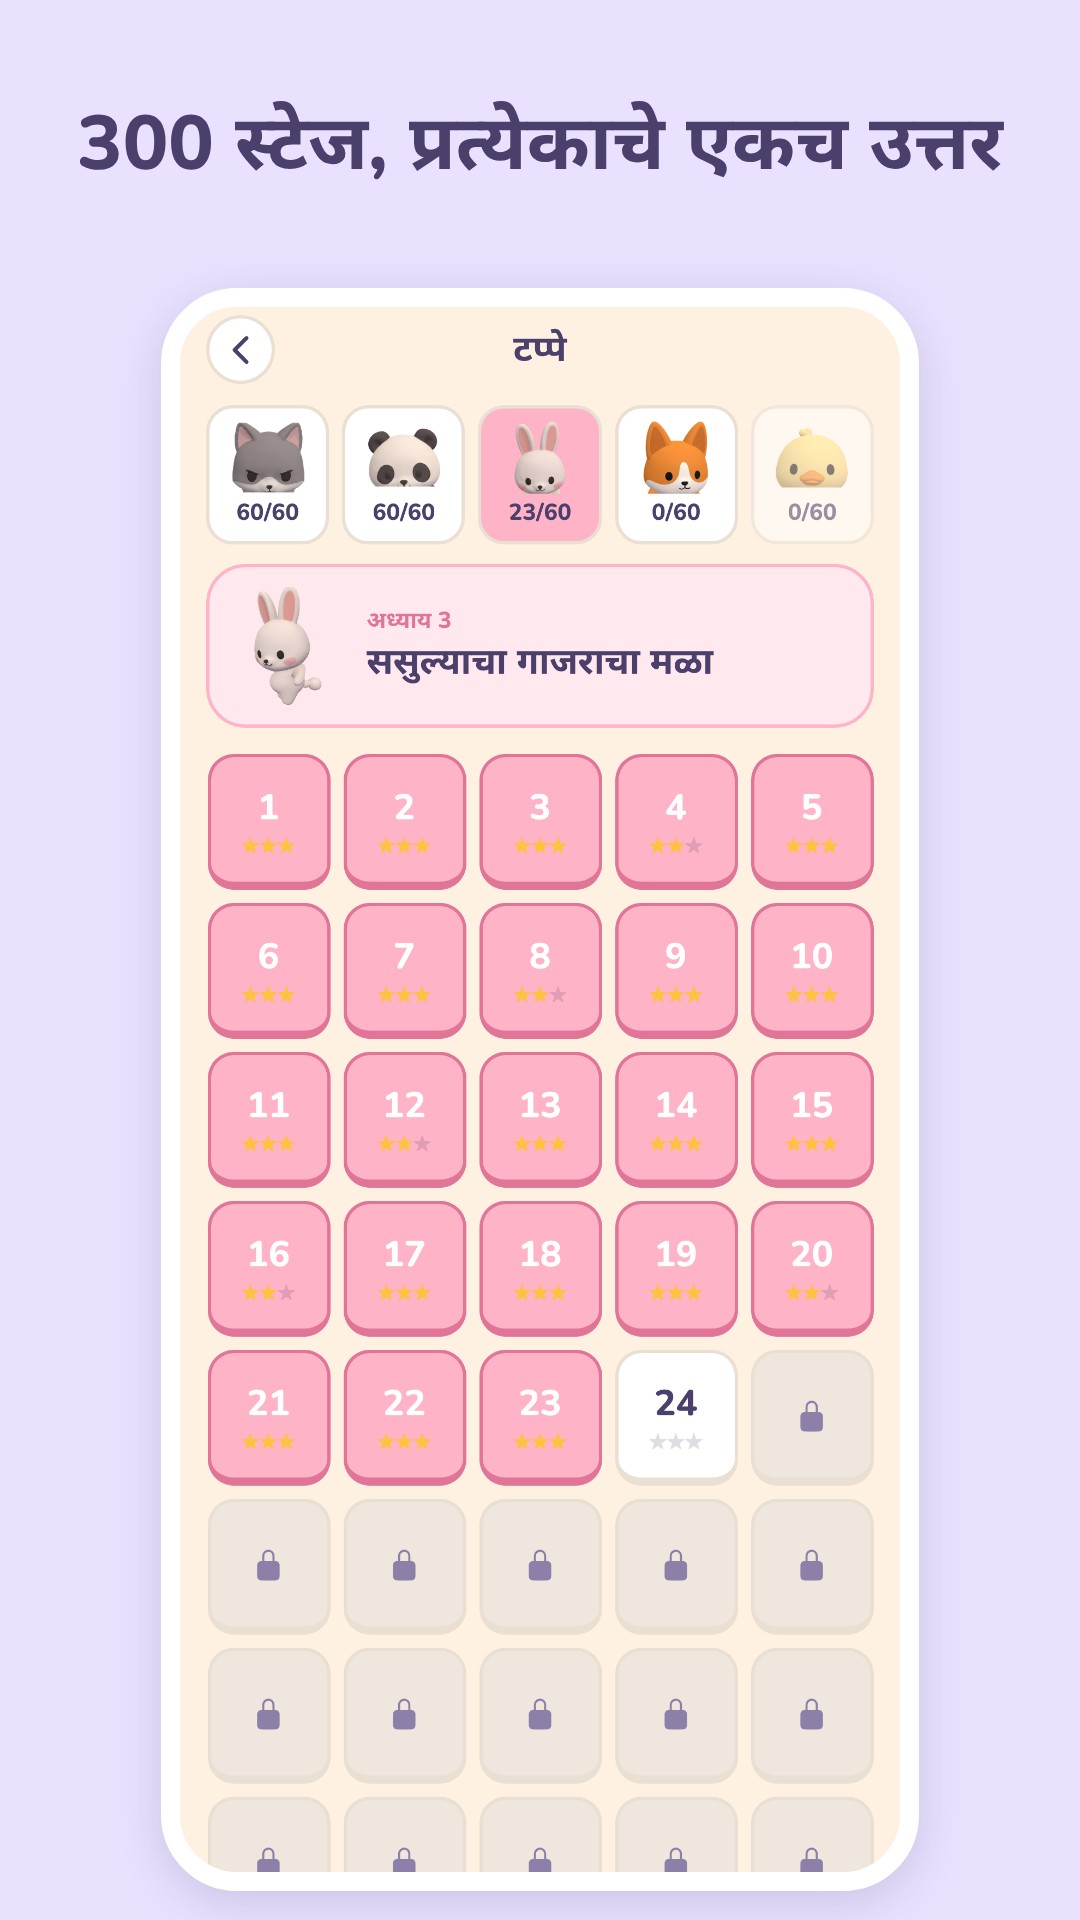 300 स्टेज, प्रत्येकाचे एकच उत्तर
टप्पे
60/60 60/60 23/60 0/60 0/60
अध्याय 3
ससुल्याचा गाजराचा मळा
1 2 3 4 5
6 7 8 9 10
11 12 13 14 15
16 17 18 19 20
21 22 23 24